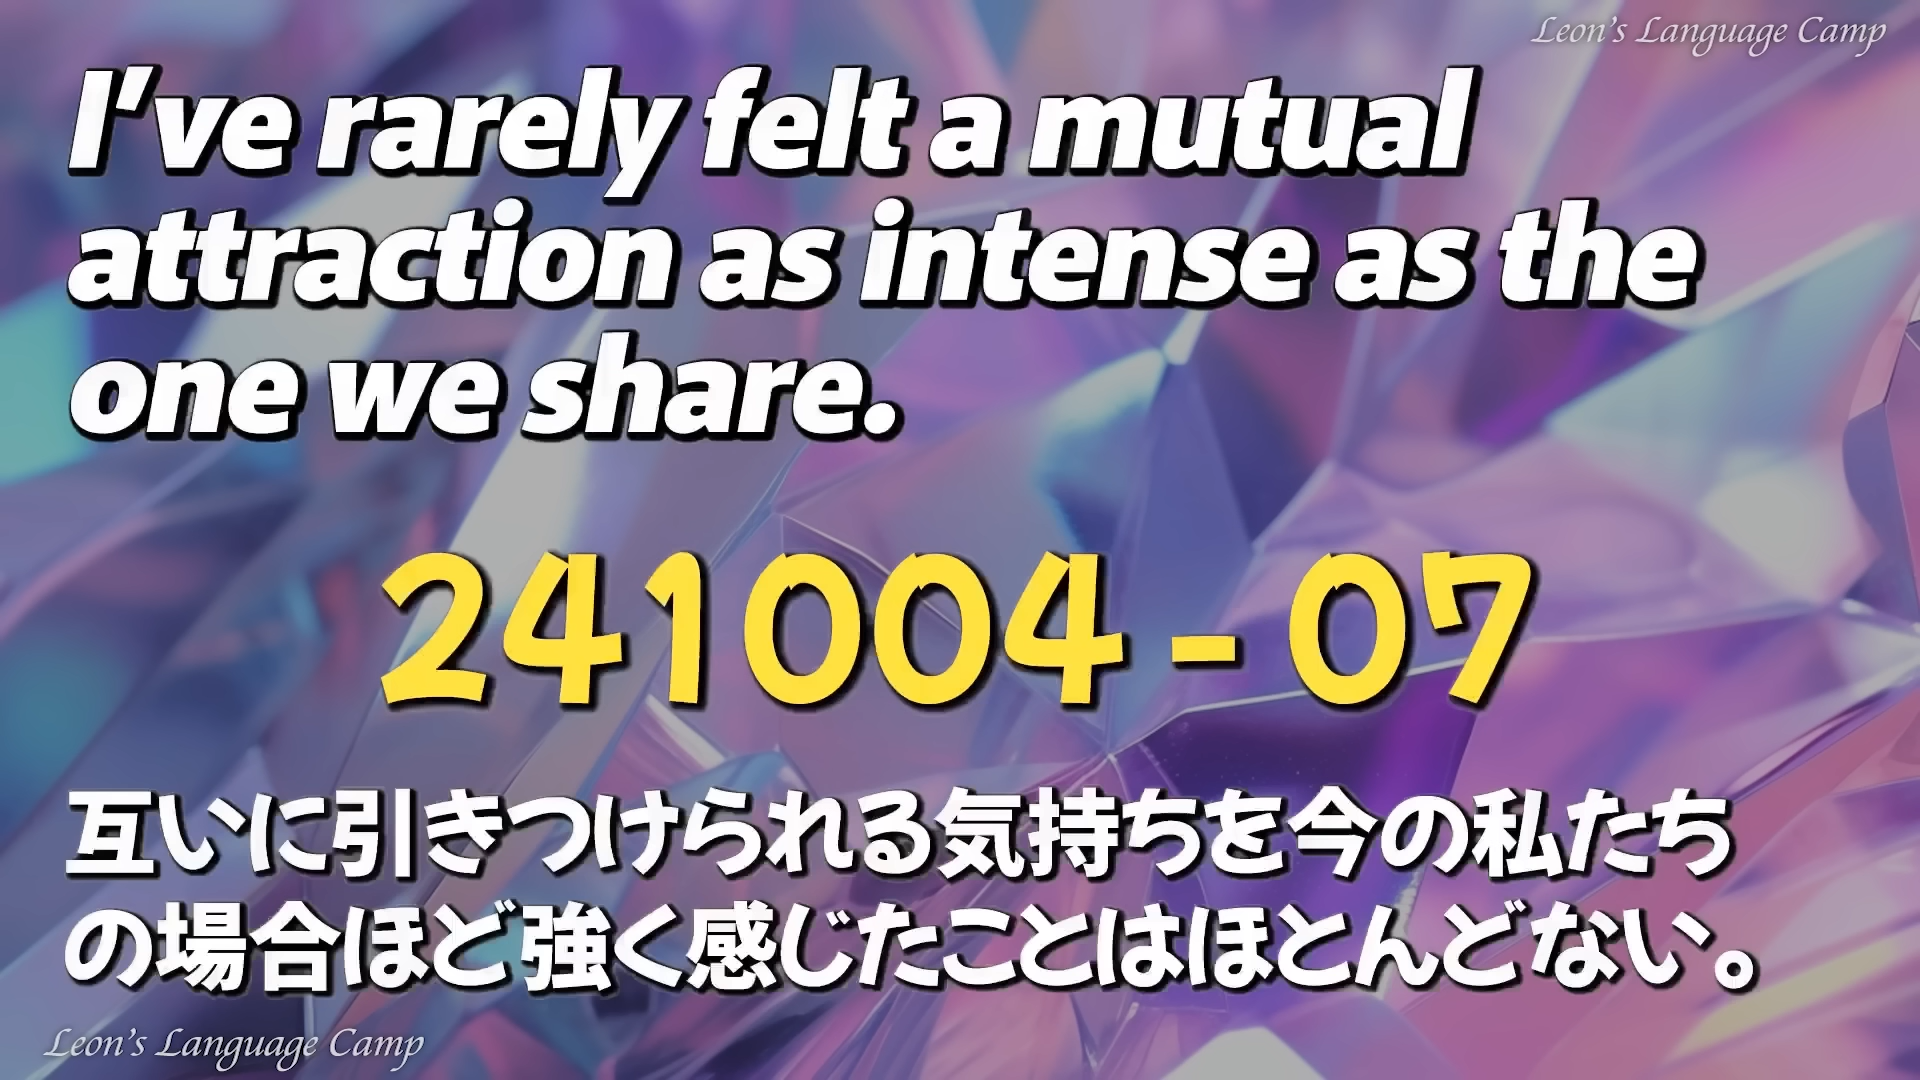 Leon's Language Camp
I've rarely felt a mutual
attraction as intense as the
one we share.
241004-07
互いに引きつけられる気持ちを今の私たち
の場合ほど強く感じたことはほとんどない。
Leon's Language Camp